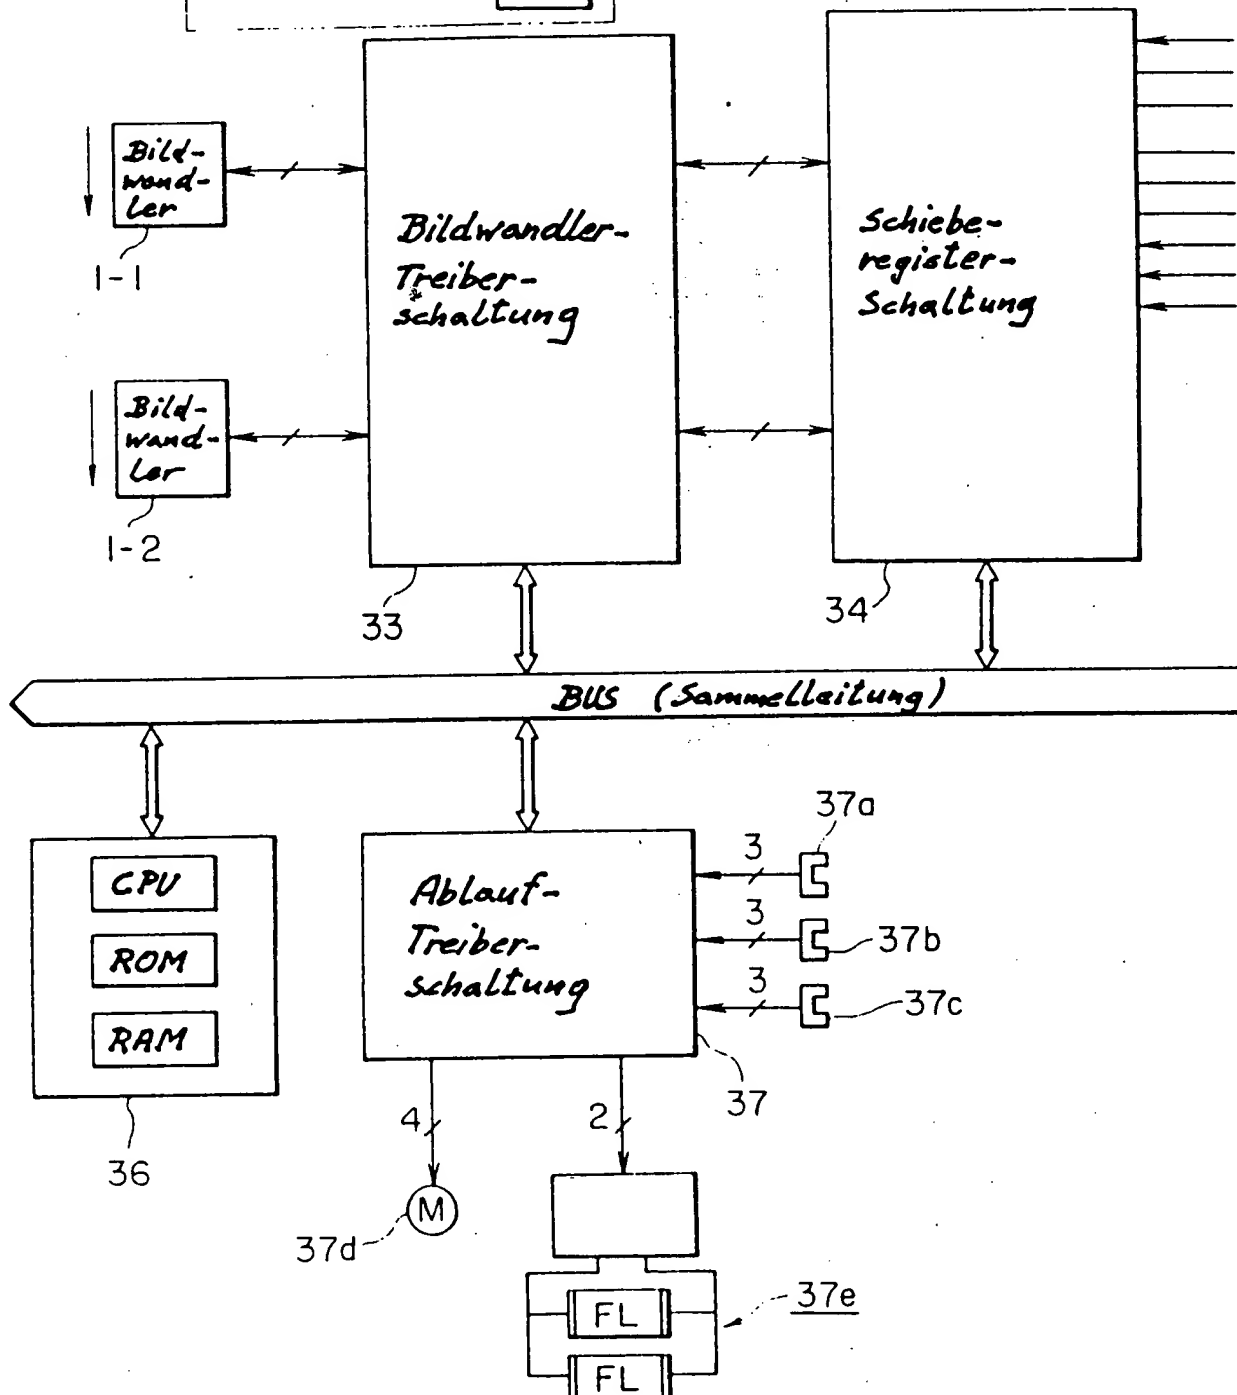 Bild-
wand-
ler
1-1
Bildwandler-
Treiber-
schaltung
Schiebe-
register-
Schaltung
Bild-
wand-
ler
1-2
33
34
BUS (Sammelleitung)
CPU
ROM
RAM
36
Ablauf-
Treiber-
schaltung
3
37a
3
37b
3
37c
37
4
2
M
37d
FL
37e
FL